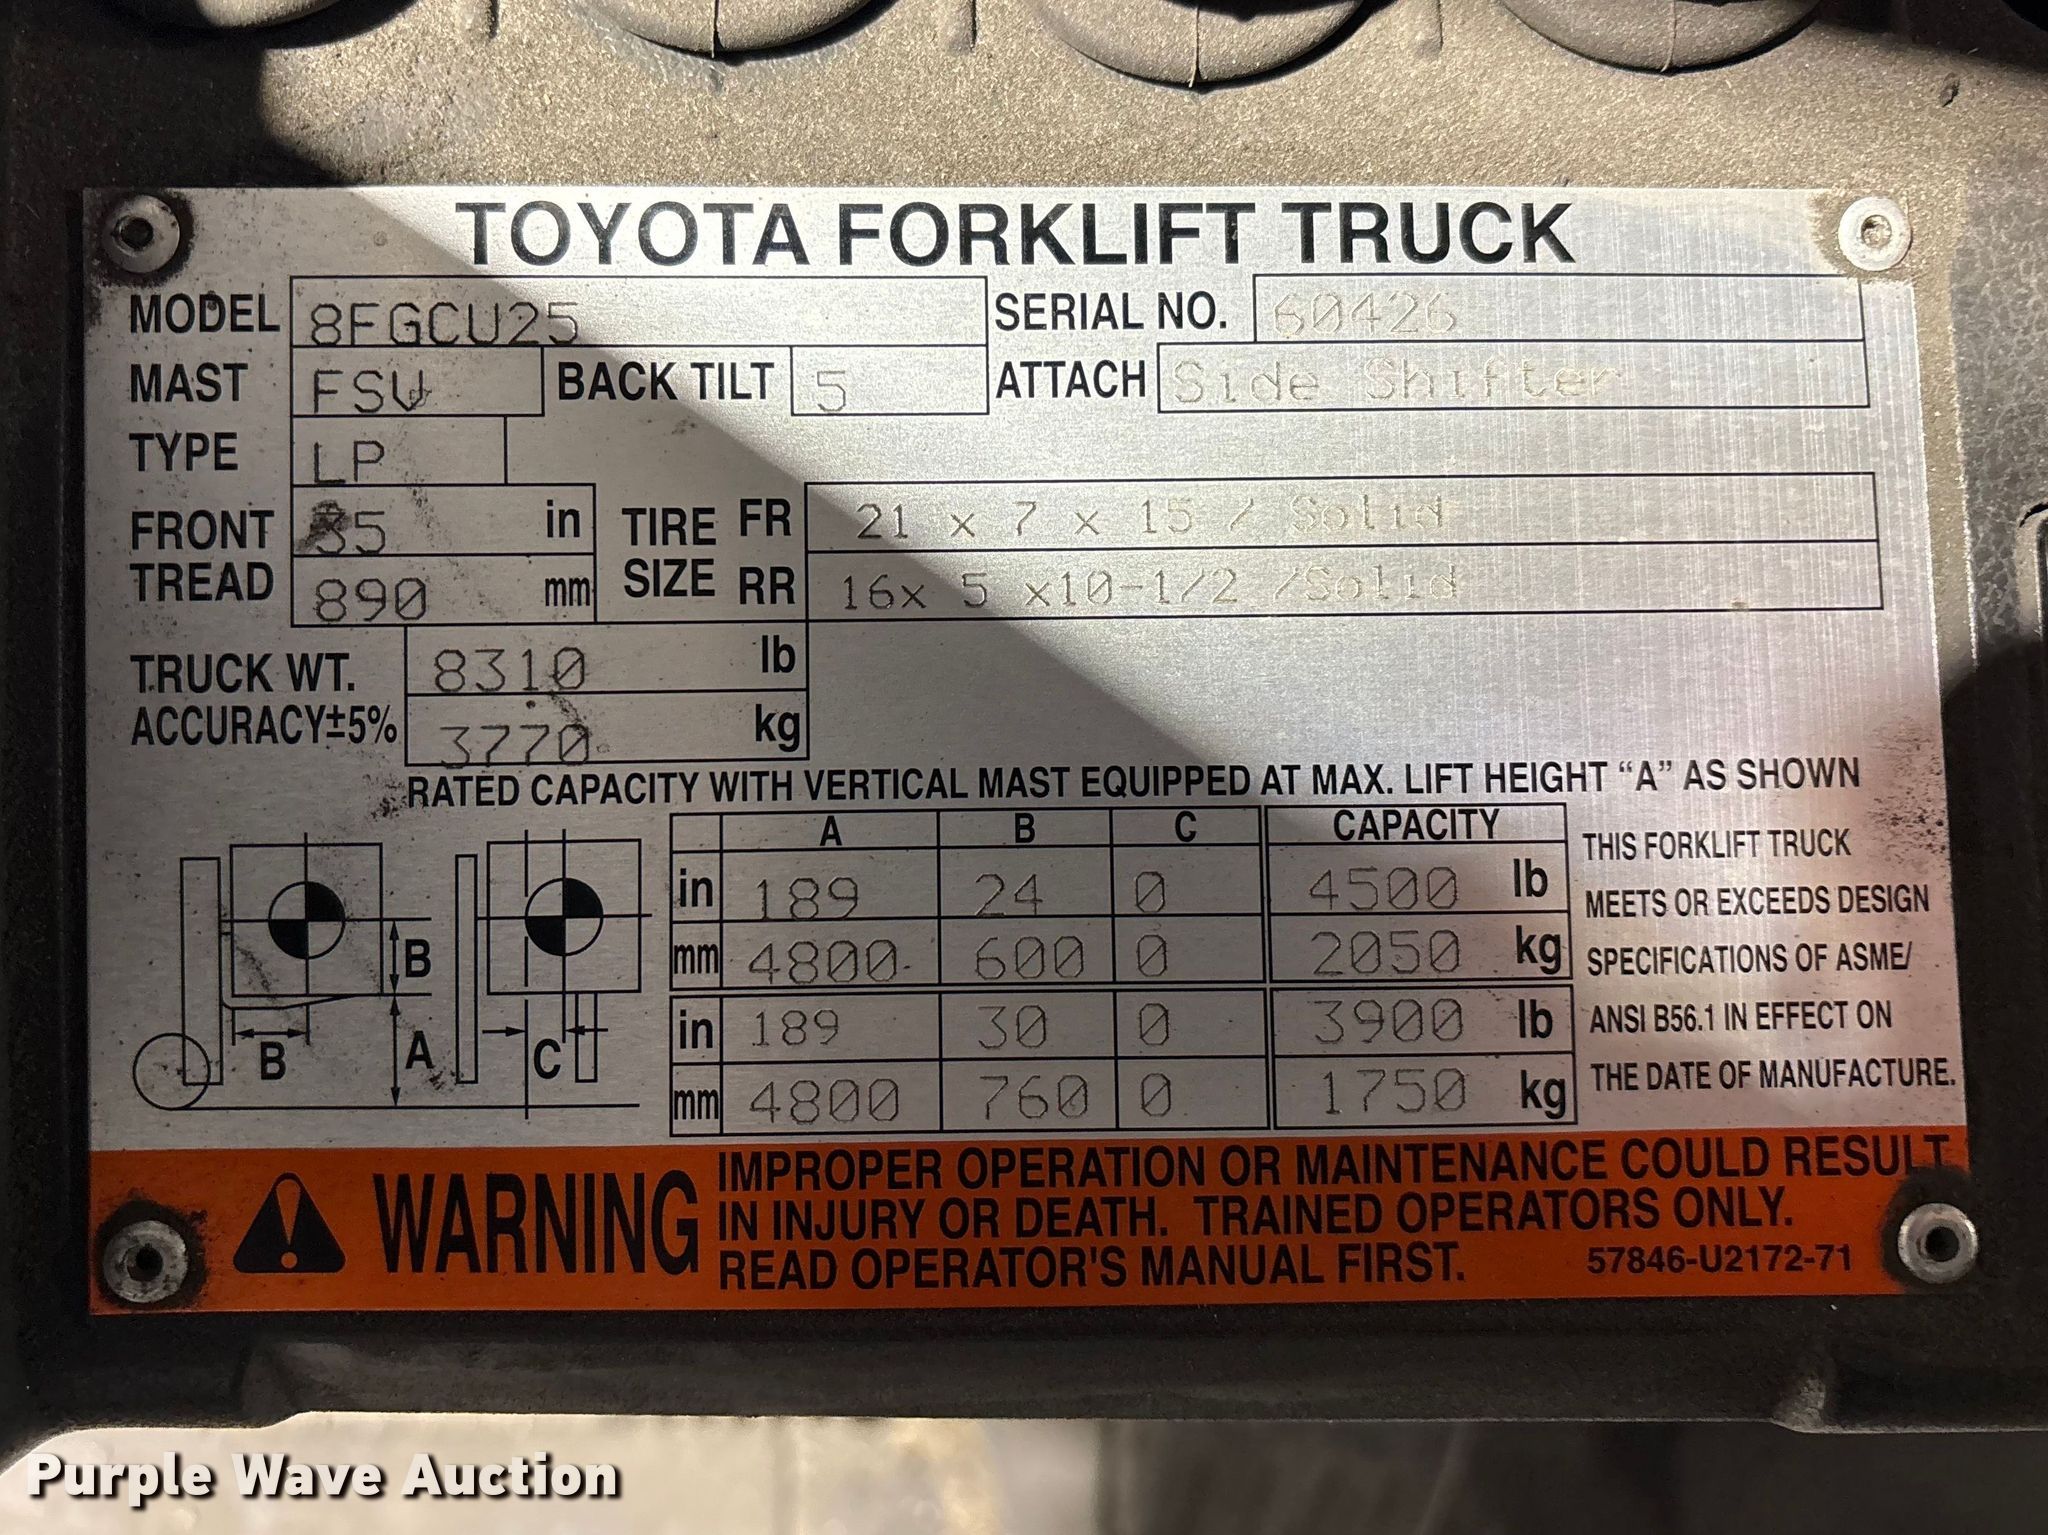 TOYOTA FORKLIFT TRUCK
MODEL 8FGCU25 SERIAL NO. 60426
MAST FSV BACK TILT 5 ATTACH Side Shifter
TYPE LP
FRONT TREAD 35 in TIRE SIZE FR 21 x 7 x 15 / Solid
890 mm RR 16x 5 x10-1/2 /Solid
TRUCK WT. 8310 lb
ACCURACY±5% 3770 kg
RATED CAPACITY WITH VERTICAL MAST EQUIPPED AT MAX. LIFT HEIGHT "A" AS SHOWN
A B C CAPACITY
in 189 24 0 4500 lb
mm 4800 600 0 2050 kg
in 189 30 0 3900 lb
mm 4800 760 0 1750 kg
B
B
A
C
THIS FORKLIFT TRUCK
MEETS OR EXCEEDS DESIGN
SPECIFICATIONS OF ASME/
ANSI B56.1 IN EFFECT ON
THE DATE OF MANUFACTURE.
WARNING
IMPROPER OPERATION OR MAINTENANCE COULD RESULT
IN INJURY OR DEATH. TRAINED OPERATORS ONLY.
READ OPERATOR'S MANUAL FIRST. 57846-U2172-71
Purple Wave Auction